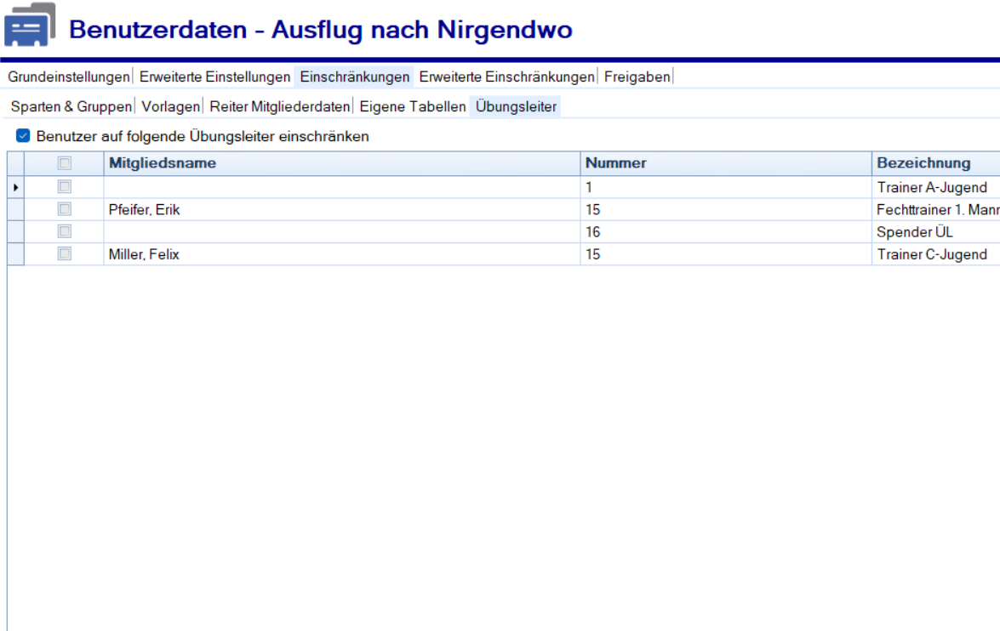 Benutzerdaten - Ausflug nach Nirgendwo
Grundeinstellungen Erweiterte Einstellungen Einschränkungen Erweiterte Einschränkungen Freigaben
Sparten & Gruppen Vorlagen Reiter Mitgliederdaten Eigene Tabellen Übungsleiter
Benutzer auf folgende Übungsleiter einschränken
Mitgliedsname Nummer Bezeichnung
1 Trainer A-Jugend
Pfeifer, Erik 15 Fechttrainer 1.
16 Spender ÜL
Miller, Felix 15 Trainer C-Jugend